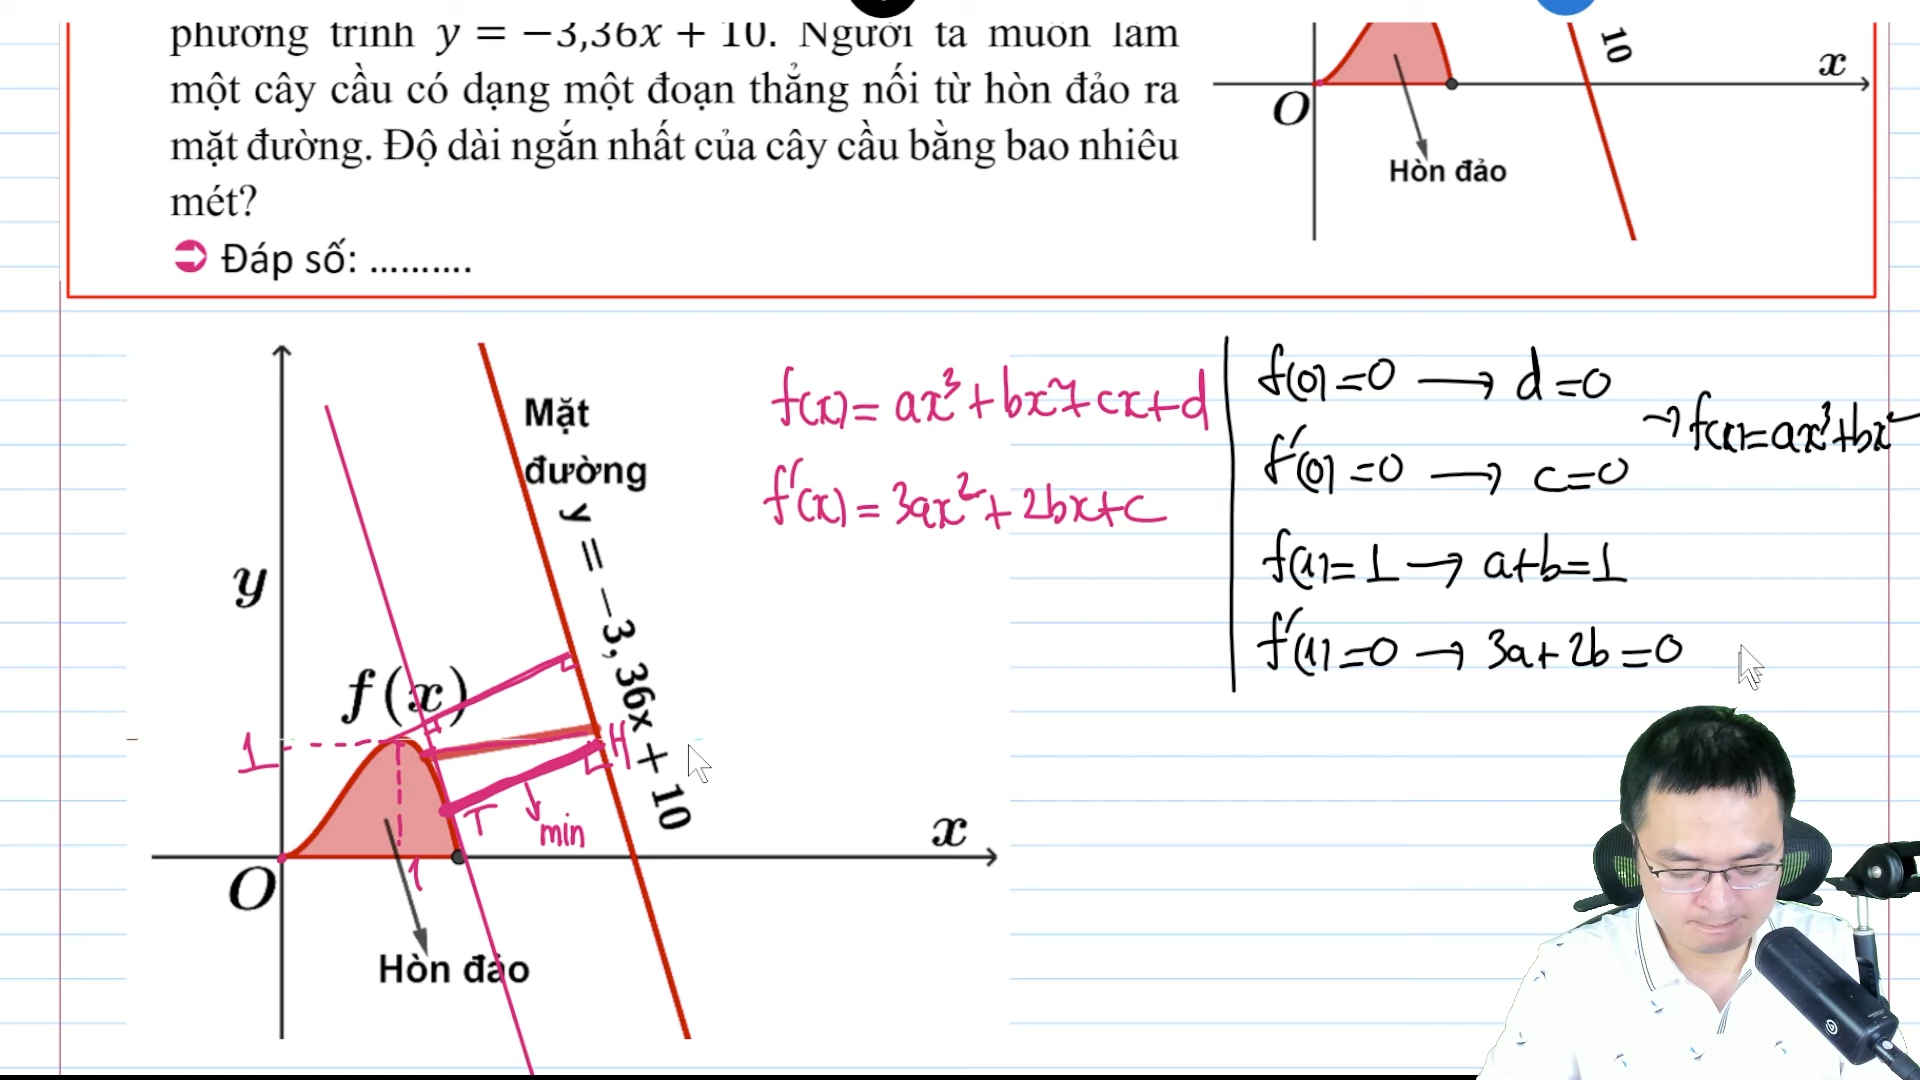 phương trình y = −3,36x + 10. Người ta muốn làm
một cây cầu có dạng một đoạn thẳng nối từ hòn đảo ra
mặt đường. Độ dài ngắn nhất của cây cầu bằng bao nhiêu
mét?
⮊ Đáp số: ..........
10
x
O
Hòn đảo
Mặt
đường
y = −3,36x + 10
y
f(x)
1
H
T
min
x
O
1
Hòn đảo
f(x) = ax³ + bx² + cx + d
f'(x) = 3ax² + 2bx + c
f(0) = 0 → d = 0
→ f(x) = ax³ + bx²
f'(0) = 0 → c = 0
f(1) = 1 → a + b = 1
f'(1) = 0 → 3a + 2b = 0